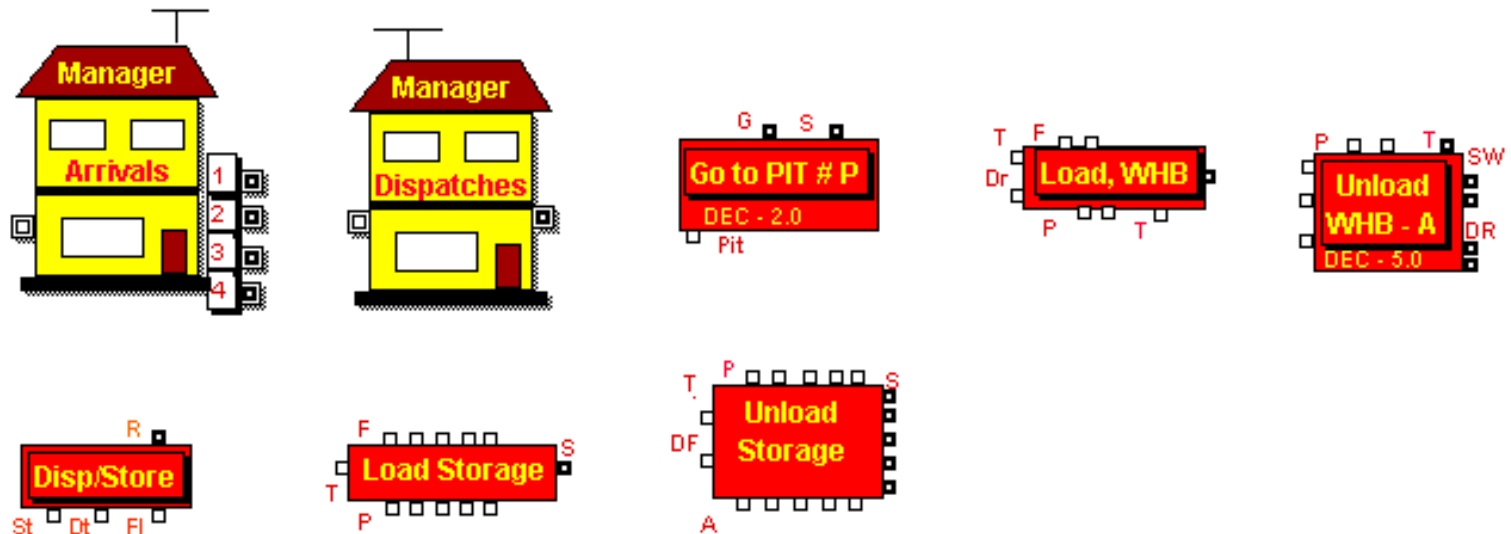 Manager
Arrivals
1
2
3
4
Manager
Dispatches
G S
Go to PIT # P
DEC - 2.0
Pit
T F
Dr
Load, WHB
P T
P T
SW
Unload
WHB - A
DR
DEC - 5.0
R
Disp/Store
St Dt Fl
F
S
Load Storage
T
P
T. P S
Unload
DF
Storage
A